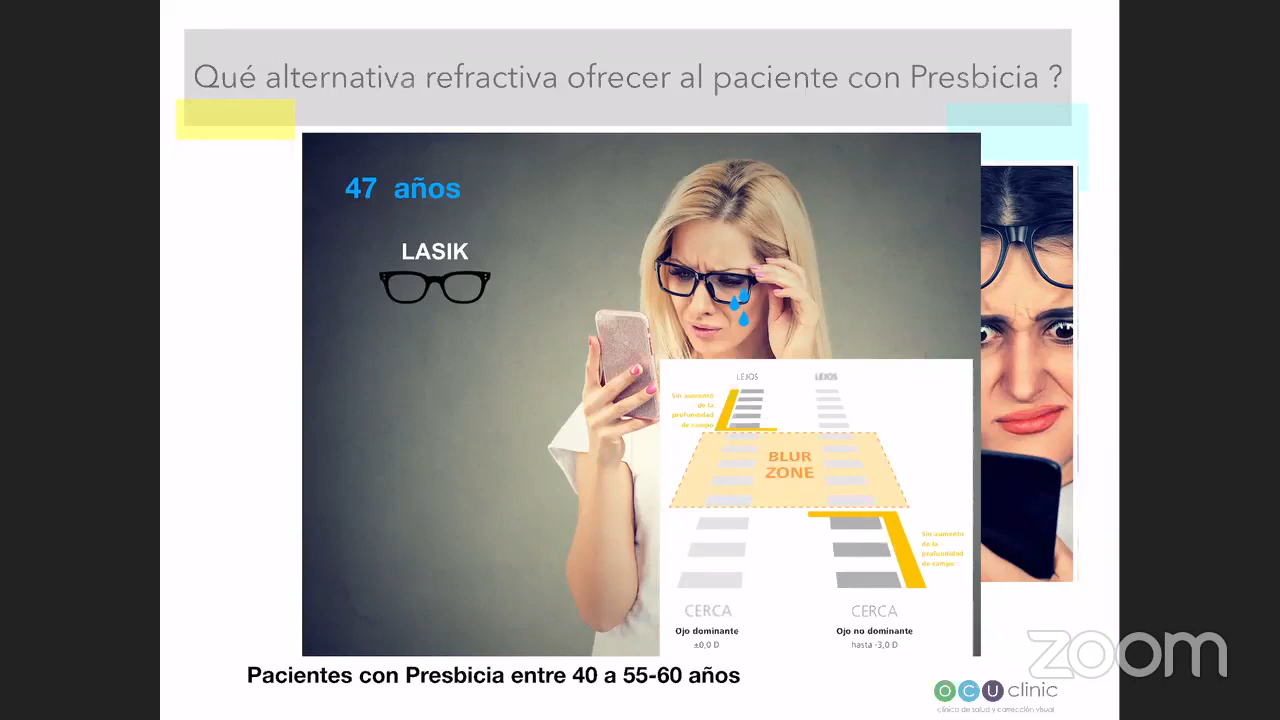 Qué alternativa refractiva ofrecer al paciente con Presbicia ?
47 años
LASIK
LEJOS
LEJOS
Sin aumento
de la
profundidad
de campo
BLUR
ZONE
Sin aumento
de la
profundidad
de campo
CERCA
CERCA
Ojo dominante
Ojo no dominante
±0,0 D
hasta -3,0 D
Pacientes con Presbicia entre 40 a 55-60 años
zoom
OCU clinic
clínica de salud y corrección visual